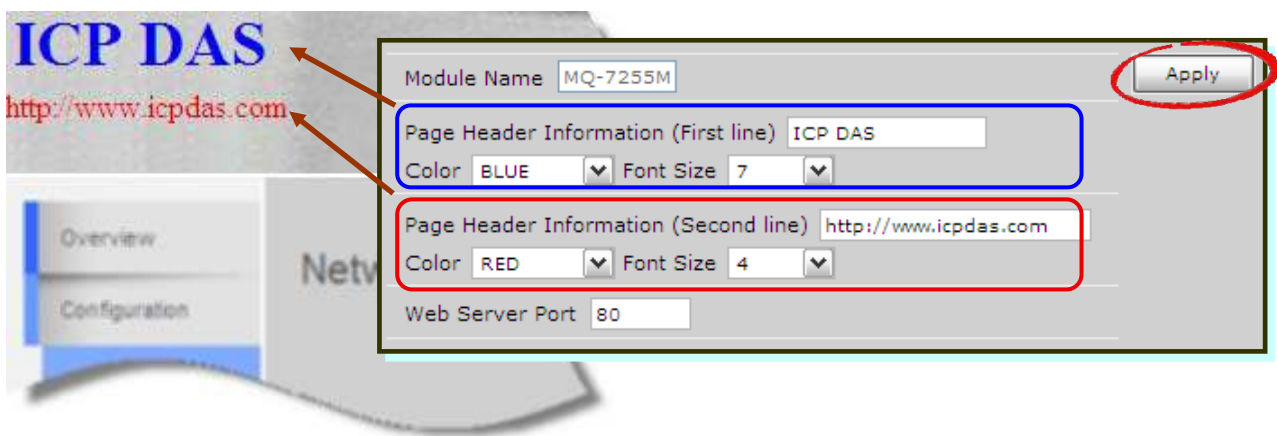 ICP DAS
http://www.icpdas.com
Overview
Configuration
Netw
Module Name MQ-7255M
Apply
Page Header Information (First line) ICP DAS
Color BLUE Font Size 7
Page Header Information (Second line) http://www.icpdas.com
Color RED Font Size 4
Web Server Port 80